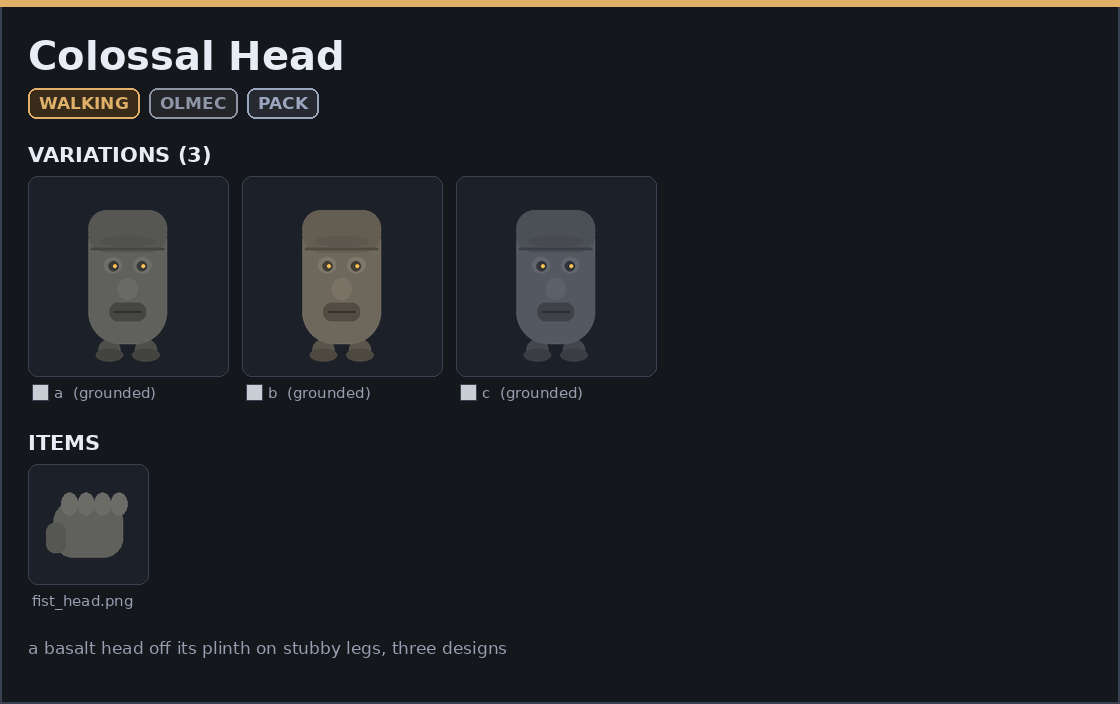 Colossal Head
WALKING OLMEC PACK
VARIATIONS (3)
a (grounded) b (grounded) c (grounded)
ITEMS
fist_head.png
a basalt head off its plinth on stubby legs, three designs